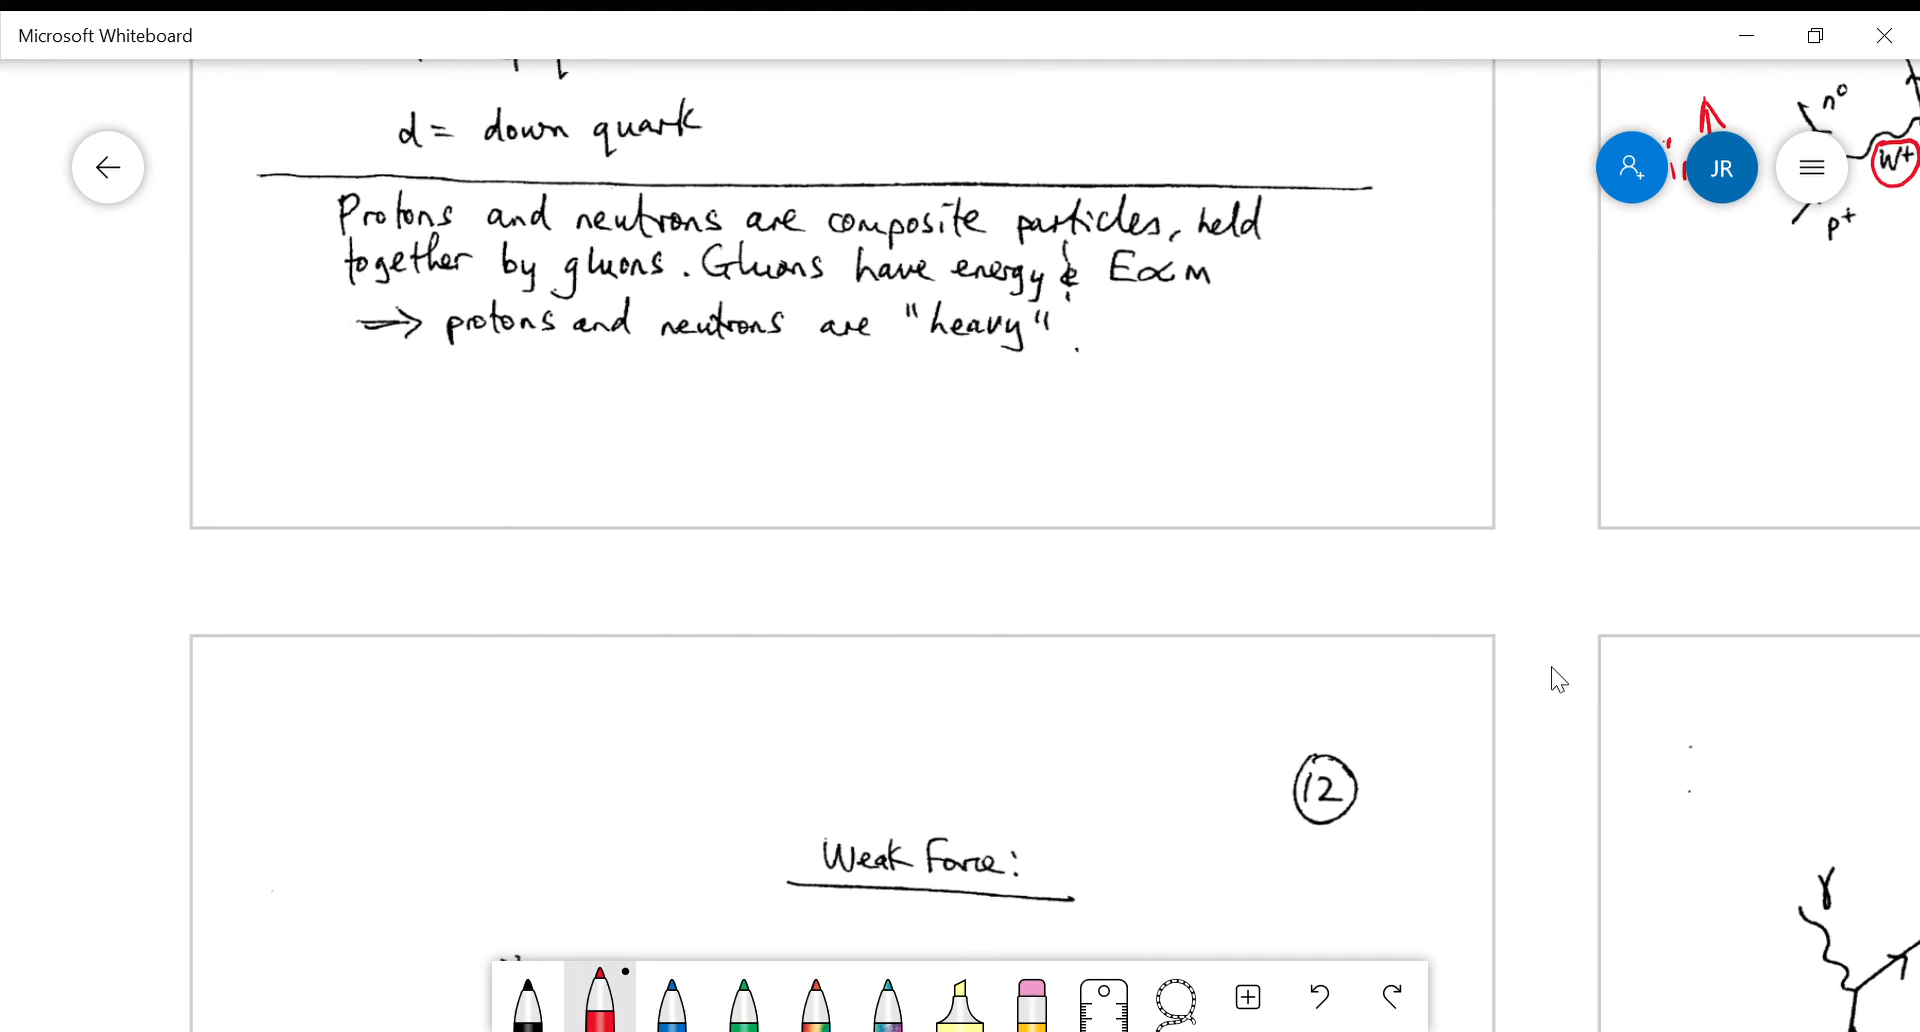 Microsoft Whiteboard
d = down quark
Protons and neutrons are composite particles, held
together by gluons. Gluons have energy & E∝m
⇒ protons and neutrons are "heavy".
n⁰
W⁺
p⁺
JR
12
Weak Force:
γ